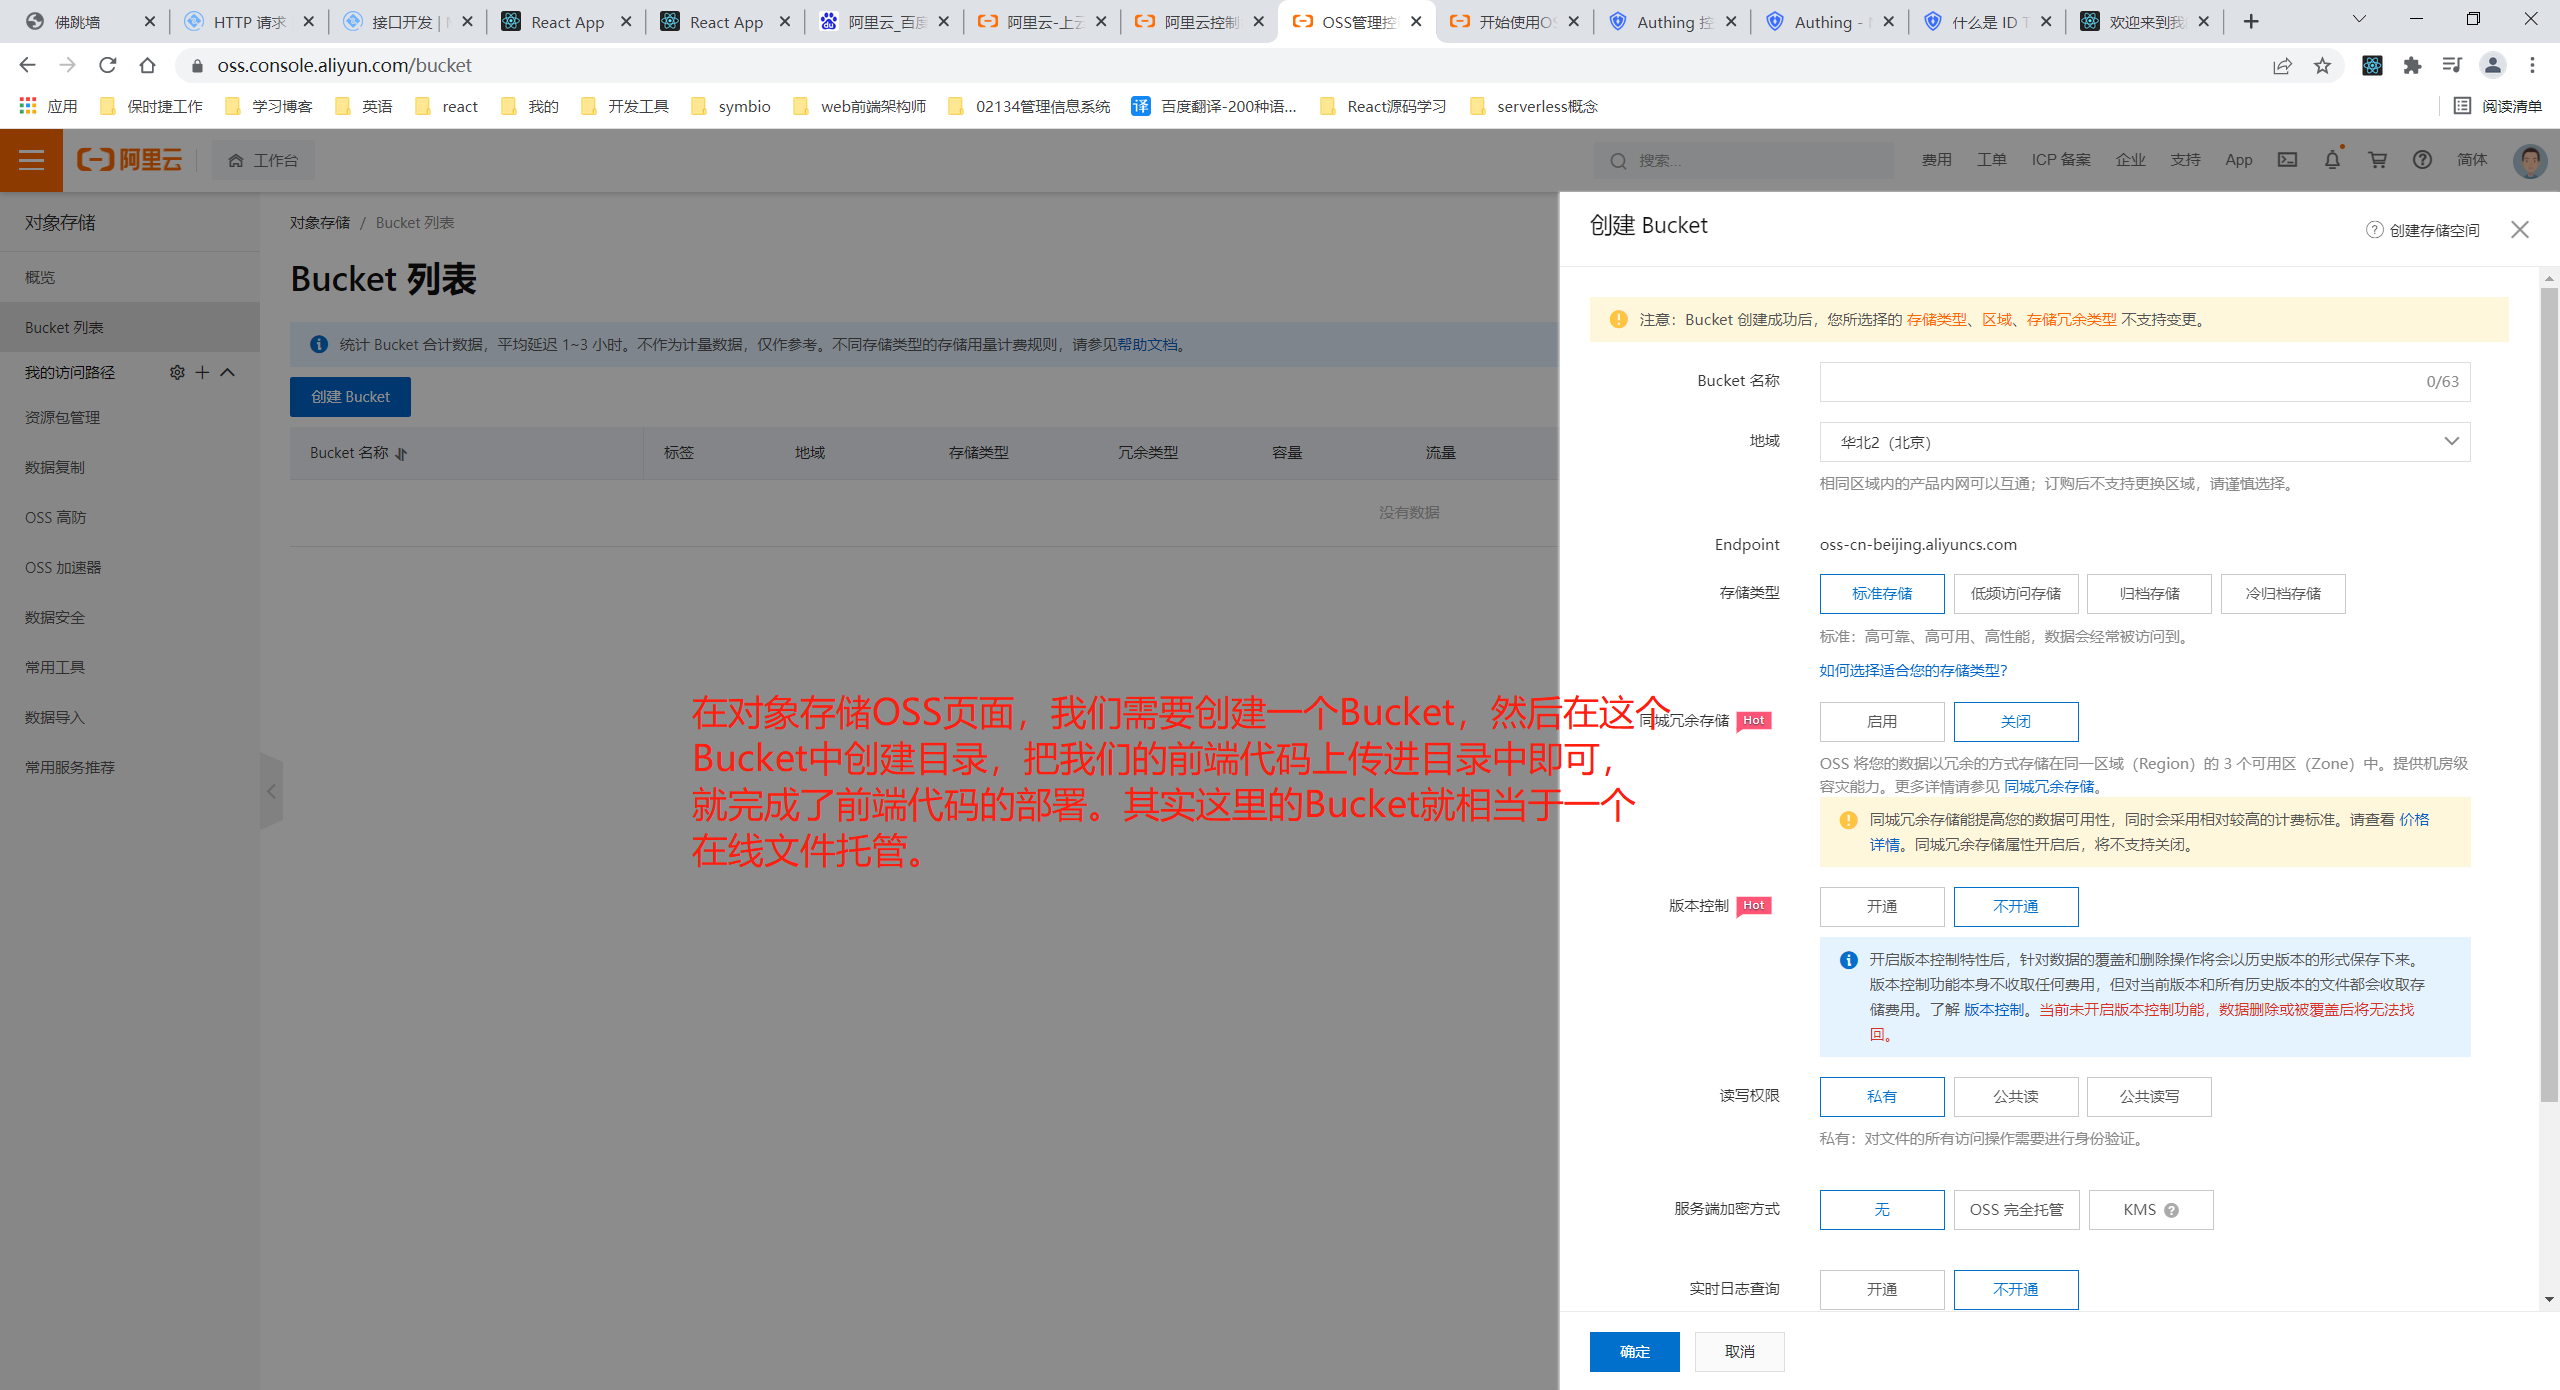 佛跳墙
HTTP 请求
接口开发 |
React App
React App
阿里云_百度
阿里云-上云
阿里云控制
OSS管理控
开始使用OS
Authing 控
Authing -
什么是 ID T
欢迎来到我
oss.console.aliyun.com/bucket
应用
保时捷工作
学习博客
英语
react
我的
开发工具
symbio
web前端架构师
02134管理信息系统
译 百度翻译-200种语...
React源码学习
serverless概念
阅读清单
阿里云
工作台
搜索...
费用
工单
ICP 备案
企业
支持
App
简体
对象存储
概览
Bucket 列表
我的访问路径
资源包管理
数据复制
OSS 高防
OSS 加速器
数据安全
常用工具
数据导入
常用服务推荐
对象存储 / Bucket 列表
Bucket 列表
统计 Bucket 合计数据，平均延迟 1~3 小时。不作为计量数据，仅作参考。不同存储类型的存储用量计费规则，请参见帮助文档。
创建 Bucket
Bucket 名称 标签 地域 存储类型 冗余类型 容量 流量
没有数据
在对象存储OSS页面，我们需要创建一个Bucket，然后在这个
Bucket中创建目录，把我们的前端代码上传进目录中即可，
就完成了前端代码的部署。其实这里的Bucket就相当于一个
在线文件托管。
创建 Bucket
创建存储空间
注意：Bucket 创建成功后，您所选择的 存储类型、区域、存储冗余类型 不支持变更。
Bucket 名称 0/63
地域 华北2（北京）
相同区域内的产品内网可以互通；订购后不支持更换区域，请谨慎选择。
Endpoint oss-cn-beijing.aliyuncs.com
存储类型 标准存储 低频访问存储 归档存储 冷归档存储
标准：高可靠、高可用、高性能，数据会经常被访问到。
如何选择适合您的存储类型？
同城冗余存储 Hot 启用 关闭
OSS 将您的数据以冗余的方式存储在同一区域（Region）的 3 个可用区（Zone）中。提供机房级
容灾能力。更多详情请参见 同城冗余存储。
同城冗余存储能提高您的数据可用性，同时会采用相对较高的计费标准。请查看 价格
详情。同城冗余存储属性开启后，将不支持关闭。
版本控制 Hot 开通 不开通
开启版本控制特性后，针对数据的覆盖和删除操作将会以历史版本的形式保存下来。
版本控制功能本身不收取任何费用，但对当前版本和所有历史版本的文件都会收取存
储费用。了解 版本控制。当前未开启版本控制功能，数据删除或被覆盖后将无法找
回。
读写权限 私有 公共读 公共读写
私有：对文件的所有访问操作需要进行身份验证。
服务端加密方式 无 OSS 完全托管 KMS
实时日志查询 开通 不开通
确定 取消